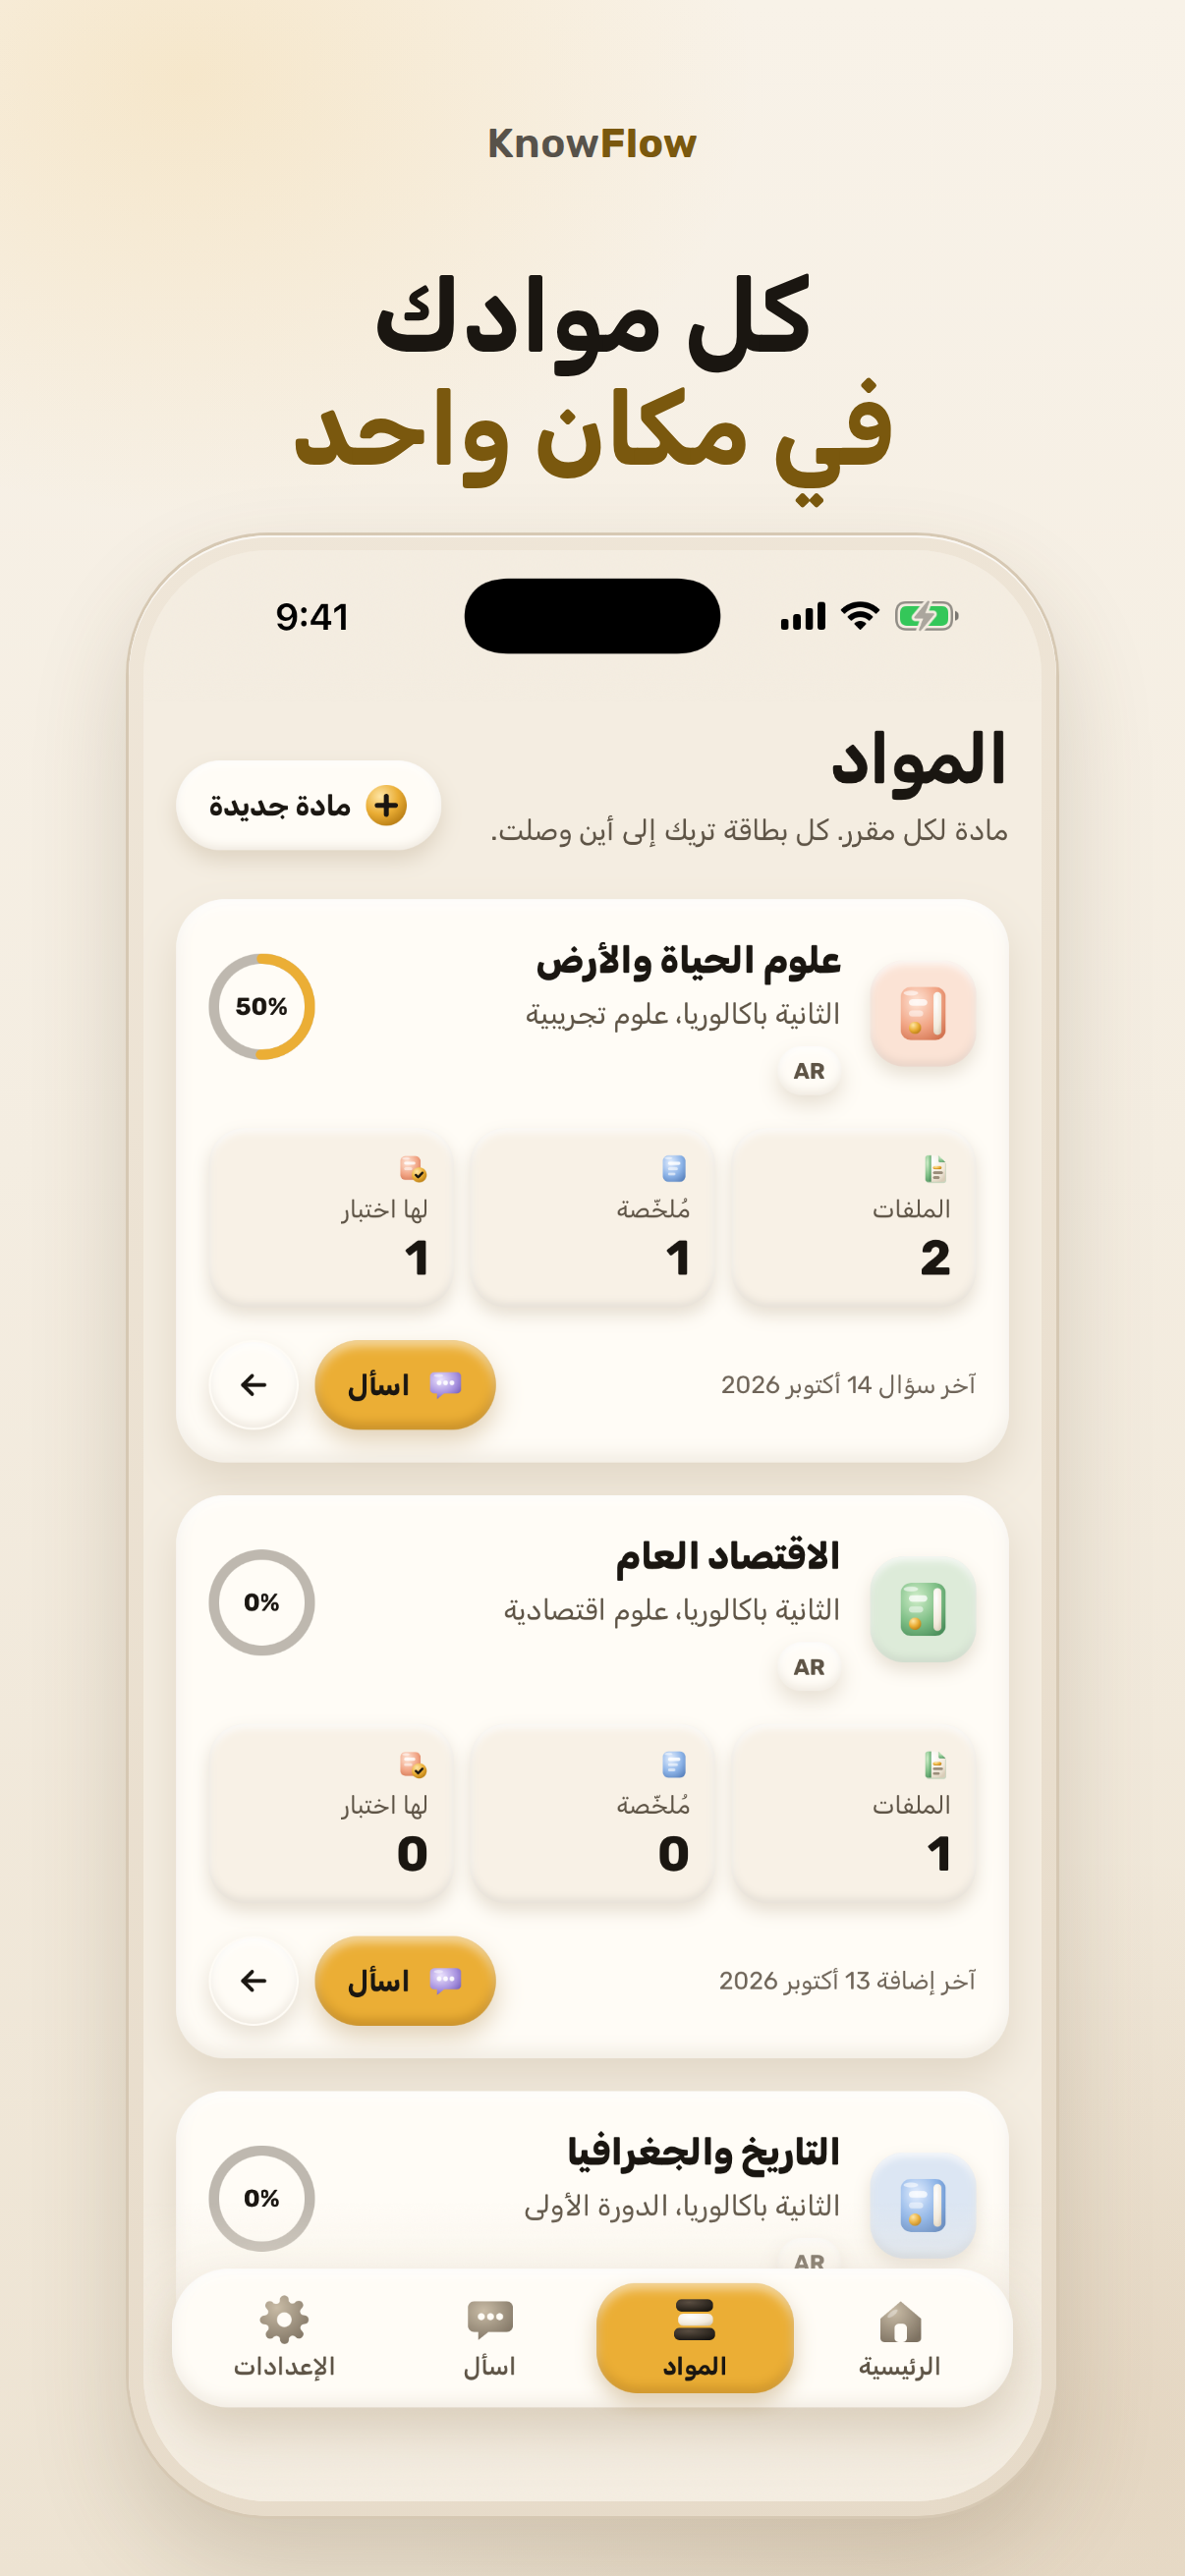 KnowFlow
كل موادك
في مكان واحد
9:41
المواد
مادة لكل مقرر. كل بطاقة تريك إلى أين وصلت.
مادة جديدة
علوم الحياة والأرض
الثانية باكالوريا، علوم تجريبية
AR
50%
الملفات
2
مُلخّصة
1
لها اختبار
1
آخر سؤال 14 أكتوبر 2026
اسأل
الاقتصاد العام
الثانية باكالوريا، علوم اقتصادية
AR
0%
الملفات
1
مُلخّصة
0
لها اختبار
0
آخر إضافة 13 أكتوبر 2026
اسأل
التاريخ والجغرافيا
الثانية باكالوريا، الدورة الأولى
AR
0%
الرئيسية
المواد
اسأل
الإعدادات